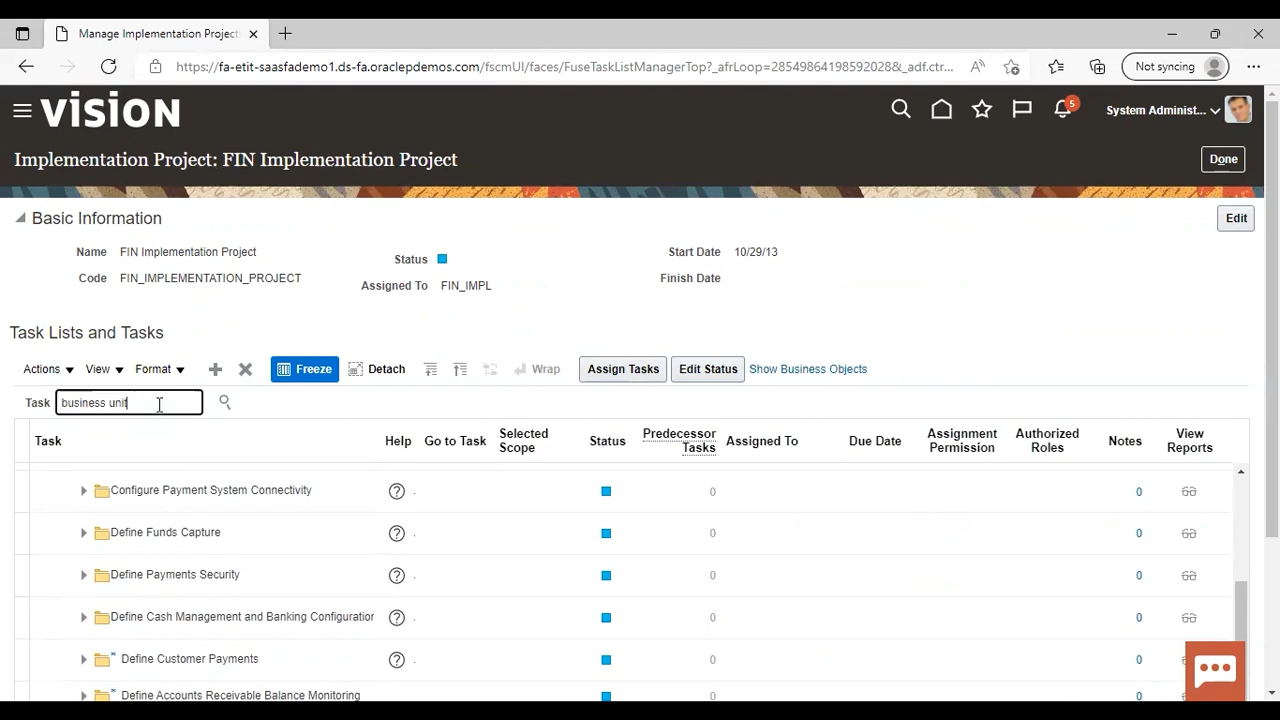 Manage Implementation Project:
https://fa-etit-saasfademo1.ds-fa.oraclepdemos.com/fscmUI/faces/FuseTaskListManagerTop?_afrLoop=2854986419859202&_adf.ctr...
Not syncing
VISION
5
System Administ...
Implementation Project: FIN Implementation Project
Done
Basic Information
Edit
Name FIN Implementation Project
Status
Start Date 10/29/13
Code FIN_IMPLEMENTATION_PROJECT
Assigned To FIN_IMPL
Finish Date
Task Lists and Tasks
Actions View Format Freeze Detach Wrap Assign Tasks Edit Status Show Business Objects
Task business unit
Task Help Go to Task Selected Scope Status Predecessor Tasks Assigned To Due Date Assignment Permission Authorized Roles Notes View Reports
Configure Payment System Connectivity 0 0
Define Funds Capture 0 0
Define Payments Security 0 0
Define Cash Management and Banking Configuration 0 0
Define Customer Payments 0 0
Define Accounts Receivable Balance Monitoring 0 0